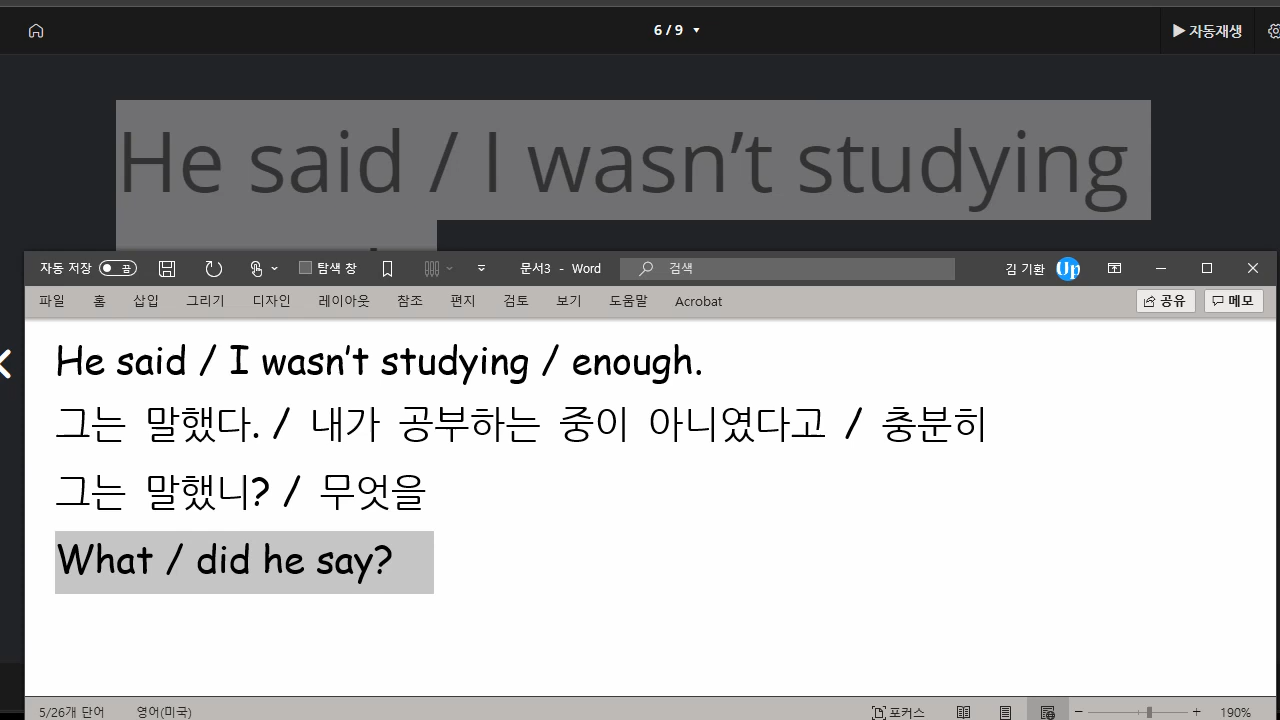 6 / 9
자동재생
He said / I wasn’t studying
자동 저장
끔
탐색 창
문서3 - Word
검색
김 기환
Up
파일 홈 삽입 그리기 디자인 레이아웃 참조 편지 검토 보기 도움말 Acrobat
공유
메모
He said / I wasn’t studying / enough.
그는 말했다. / 내가 공부하는 중이 아니였다고 / 충분히
그는 말했니? / 무엇을
What / did he say?
5/26개 단어
영어(미국)
포커스
190%